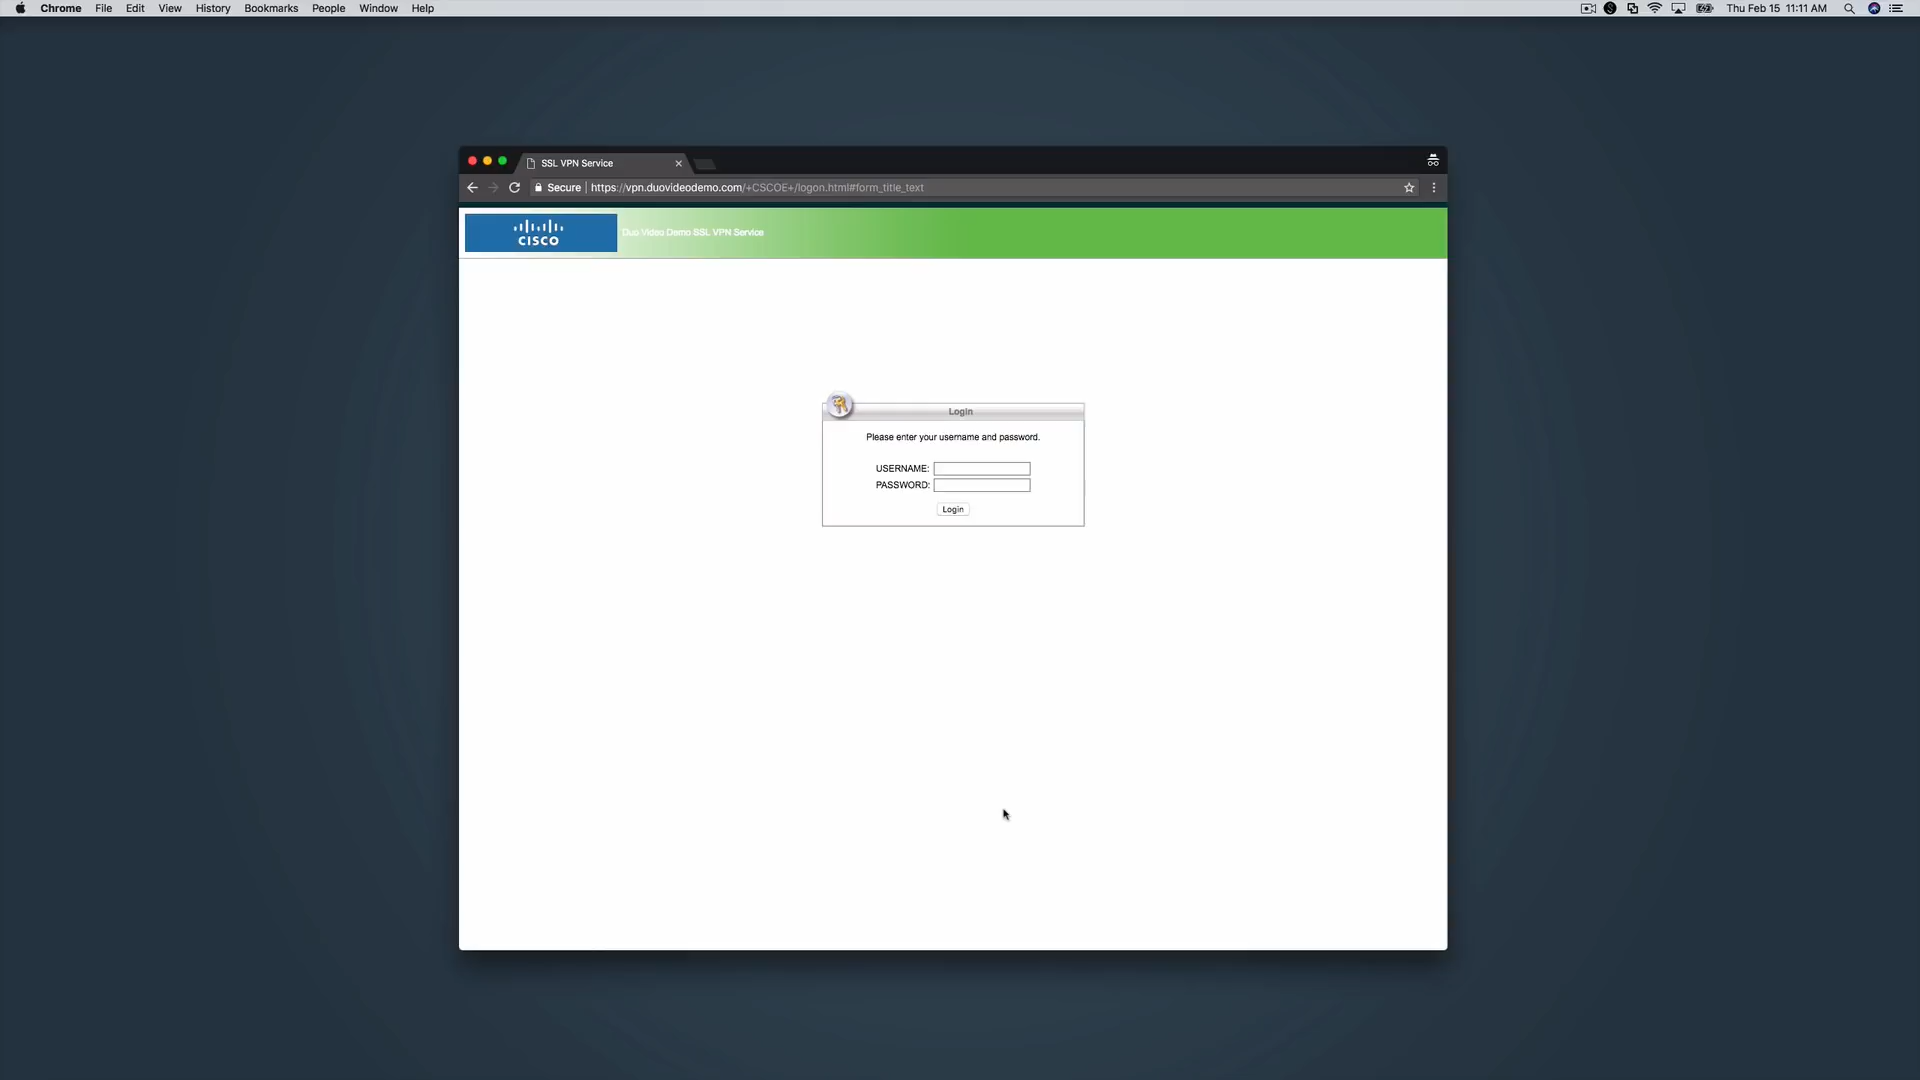 Chrome File Edit View History Bookmarks People Window Help Thu Feb 15 11:11 AM
SSL VPN Service
Secure https://vpn.duovideodemo.com/+CSCOE+/logon.html#form_title_text
CISCO
Duo Video Demo SSL VPN Service
Login
Please enter your username and password.
USERNAME:
PASSWORD:
Login